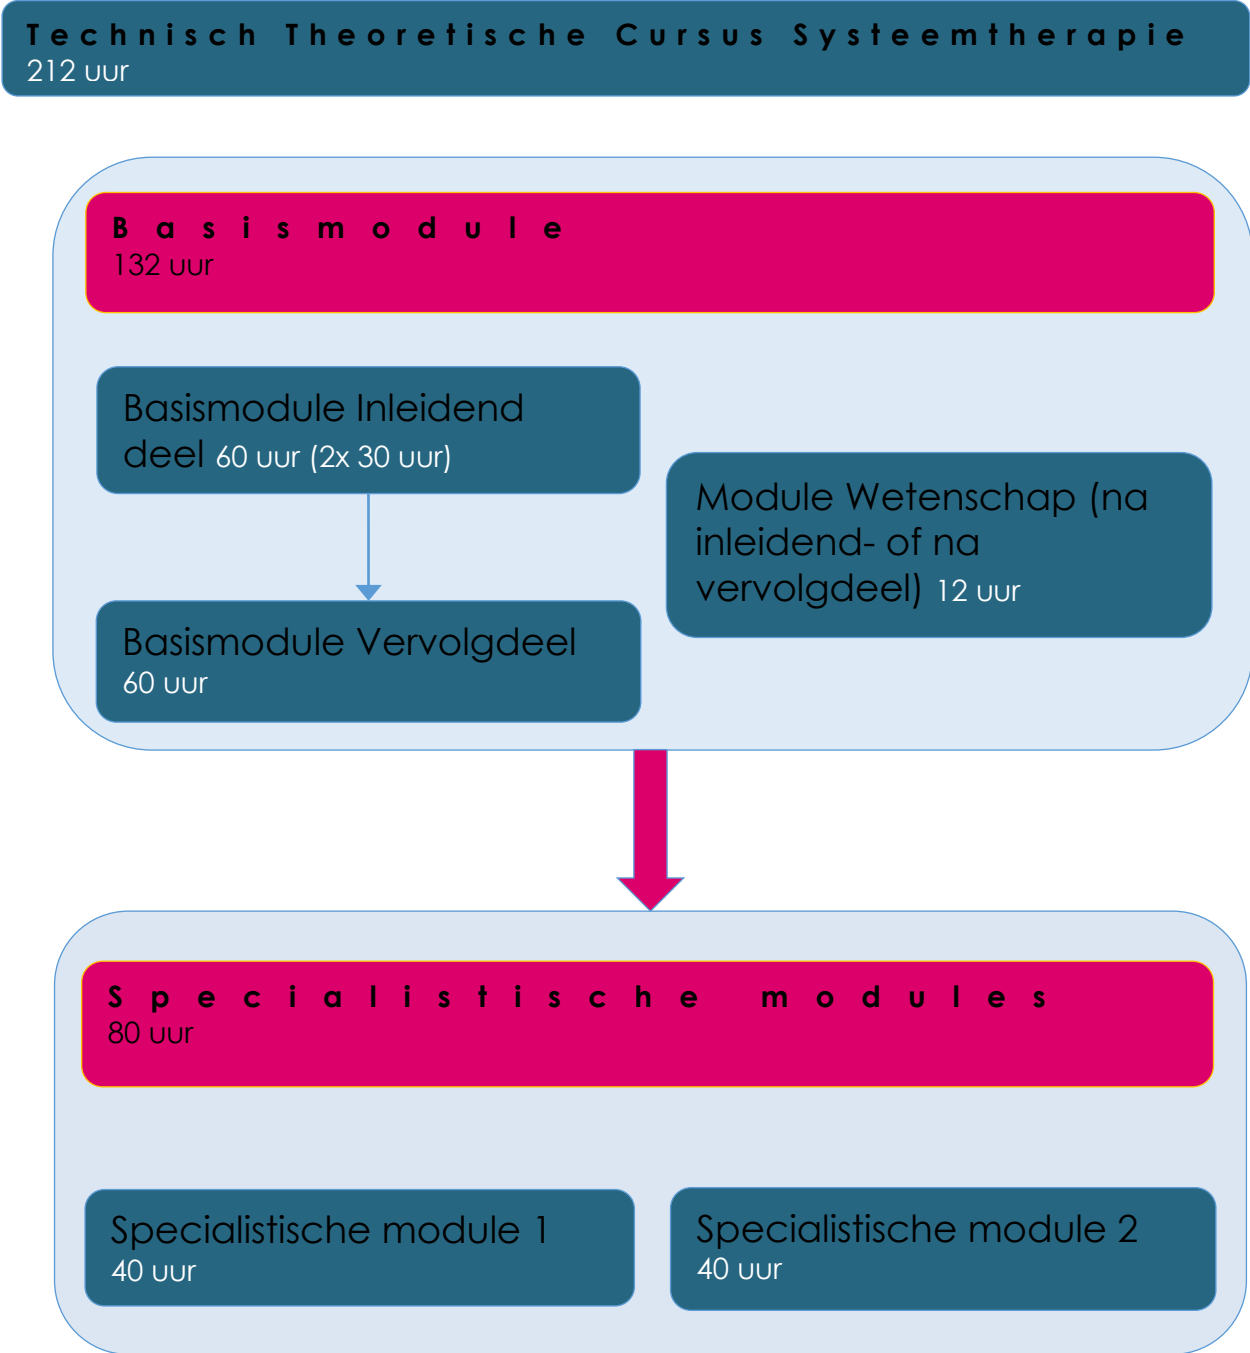 Technisch Theoretische Cursus Systeemtherapie
212 uur
Basismodule
132 uur
Basismodule Inleidend
deel 60 uur (2x 30 uur)
Module Wetenschap (na
inleidend- of na
vervolgdeel) 12 uur
Basismodule Vervolgdeel
60 uur
Specialistische modules
80 uur
Specialistische module 1
40 uur
Specialistische module 2
40 uur